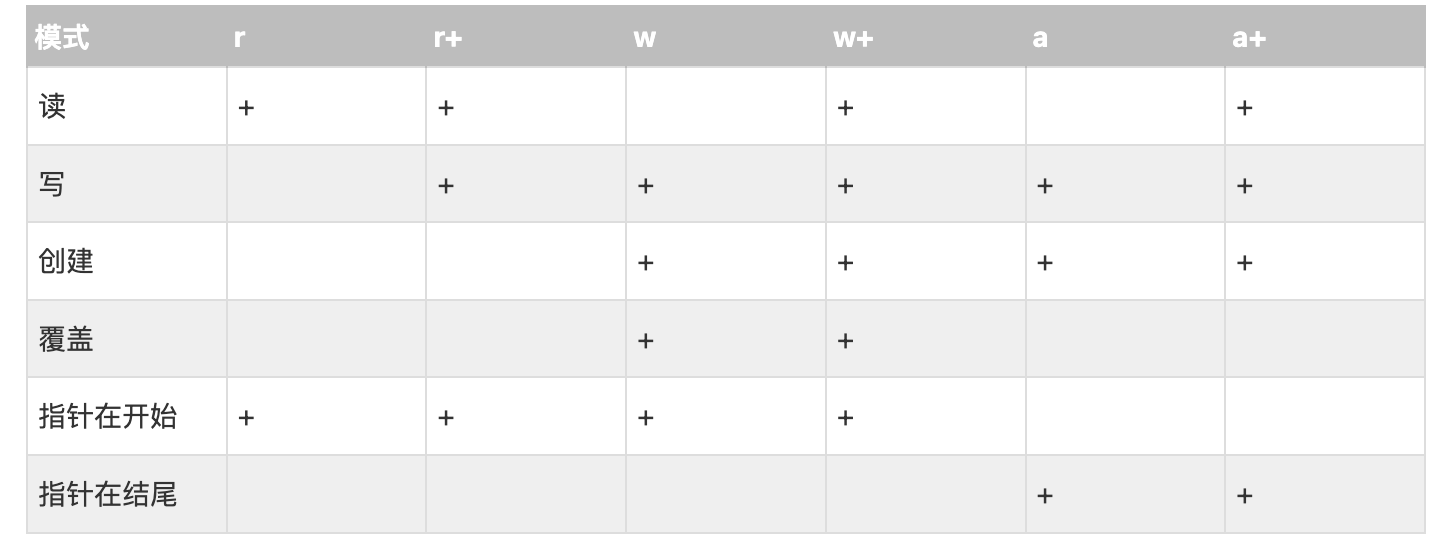 模式 r r+ w w+ a a+
读 + + + +
写 + + + + +
创建 + + + +
覆盖 + +
指针在开始 + + + +
指针在结尾 + +